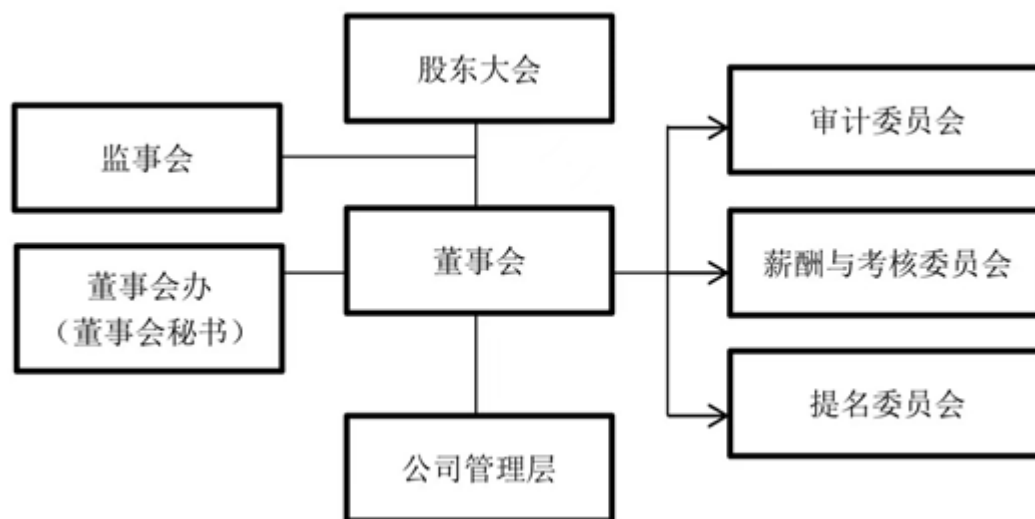 股东大会
监事会
审计委员会
董事会
董事会办
（董事会秘书）
薪酬与考核委员会
提名委员会
公司管理层